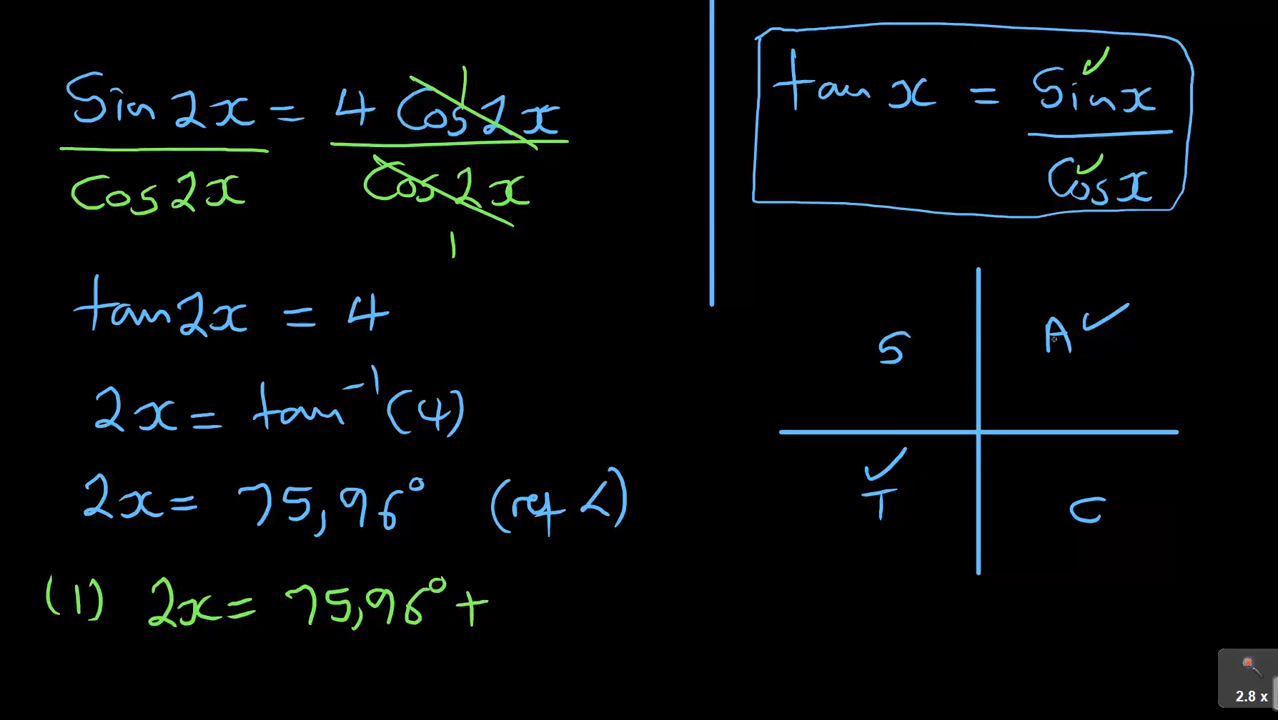 Sin 2x = 4 Cos 2x
Cos 2x Cos 2x
1
1
tan 2x = 4
2x = tan⁻¹ (4)
2x = 75,96° (ref ∠)
(1) 2x = 75,96° +
tan x = Sin x
Cos x
S A
T C
2.8 x